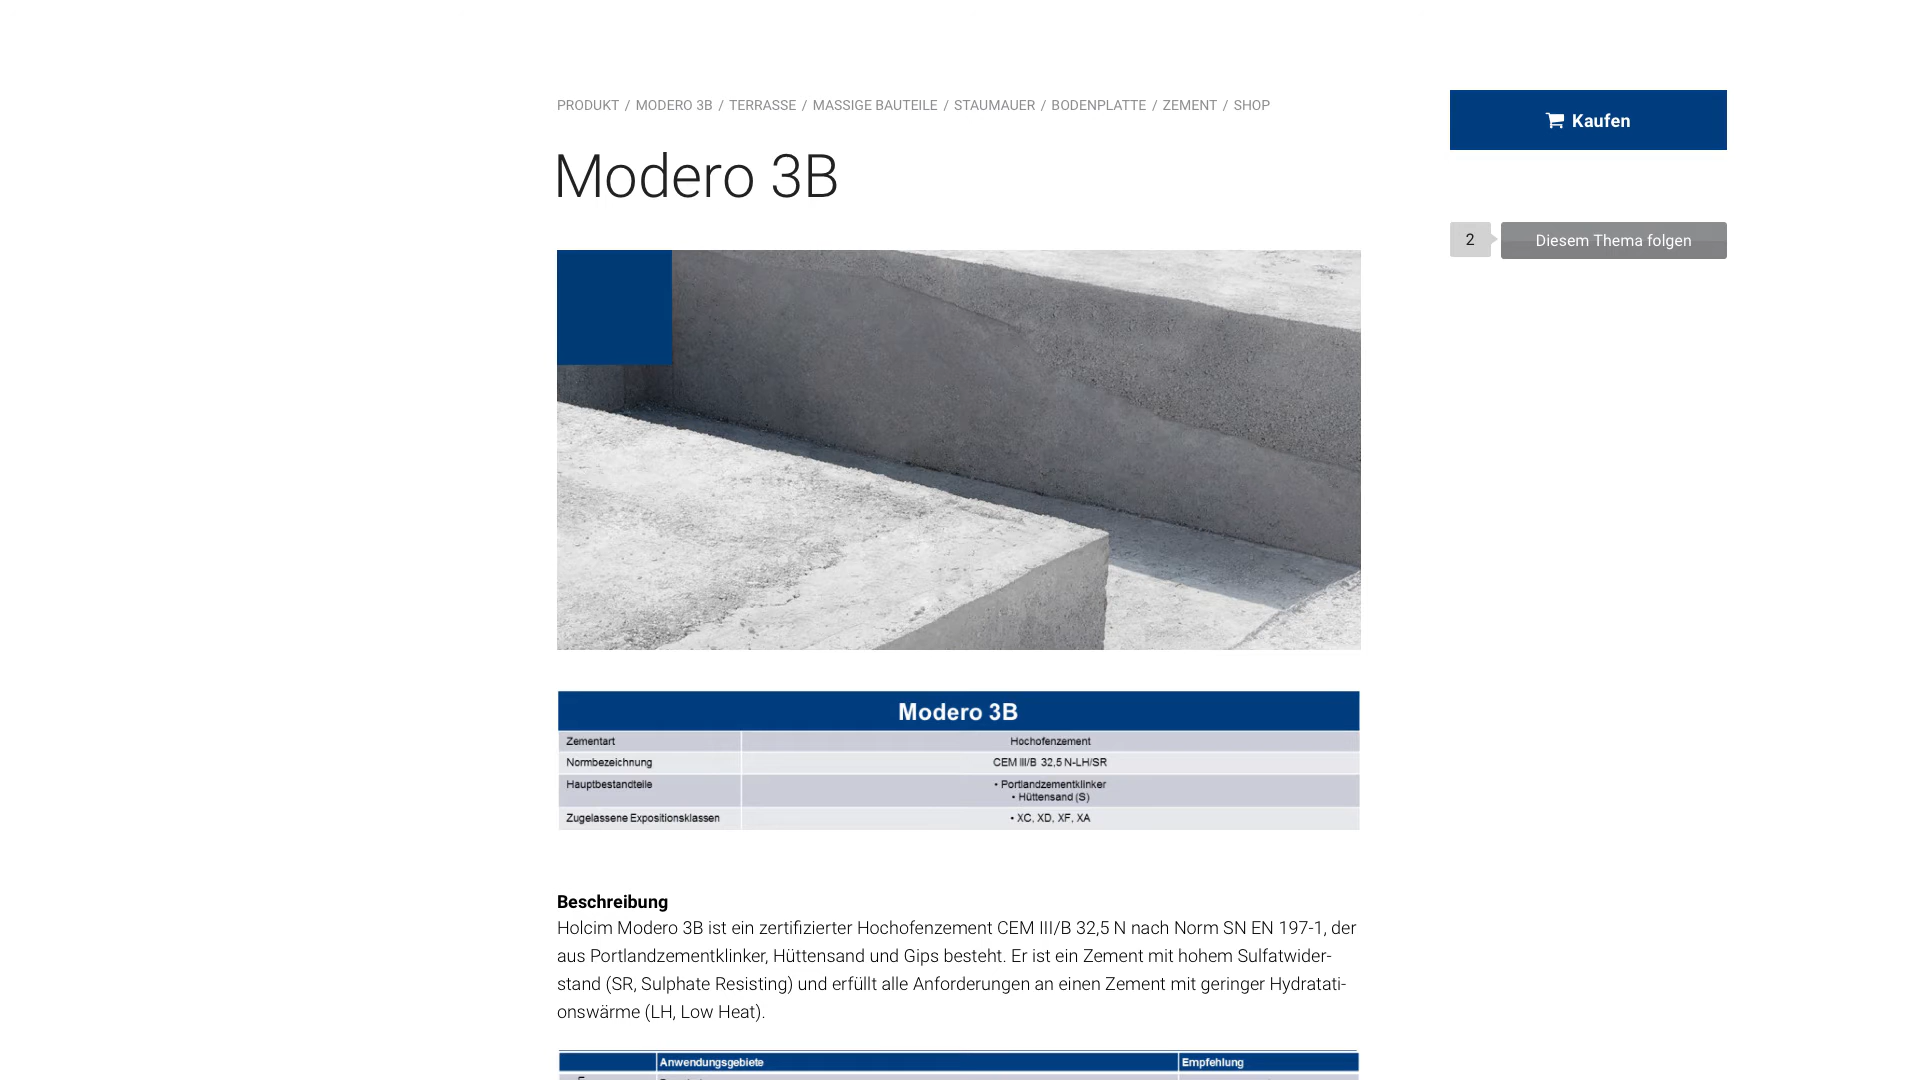 PRODUKT / MODERO 3B / TERRASSE / MASSIGE BAUTEILE / STAUMAUER / BODENPLATTE / ZEMENT / SHOP
Kaufen
Modero 3B
2
Diesem Thema folgen
Modero 3B
Zementart Hochofenzement
Normbezeichnung CEM III/B 32,5 N-LH/SR
Hauptbestandteile • Portlandzementklinker
• Hüttensand (S)
Zugelassene Expositionsklassen • XC, XD, XF, XA
Beschreibung
Holcim Modero 3B ist ein zertifizierter Hochofenzement CEM III/B 32,5 N nach Norm SN EN 197-1, der
aus Portlandzementklinker, Hüttensand und Gips besteht. Er ist ein Zement mit hohem Sulfatwider-
stand (SR, Sulphate Resisting) und erfüllt alle Anforderungen an einen Zement mit geringer Hydratati-
onswärme (LH, Low Heat).
Anwendungsgebiete Empfehlung